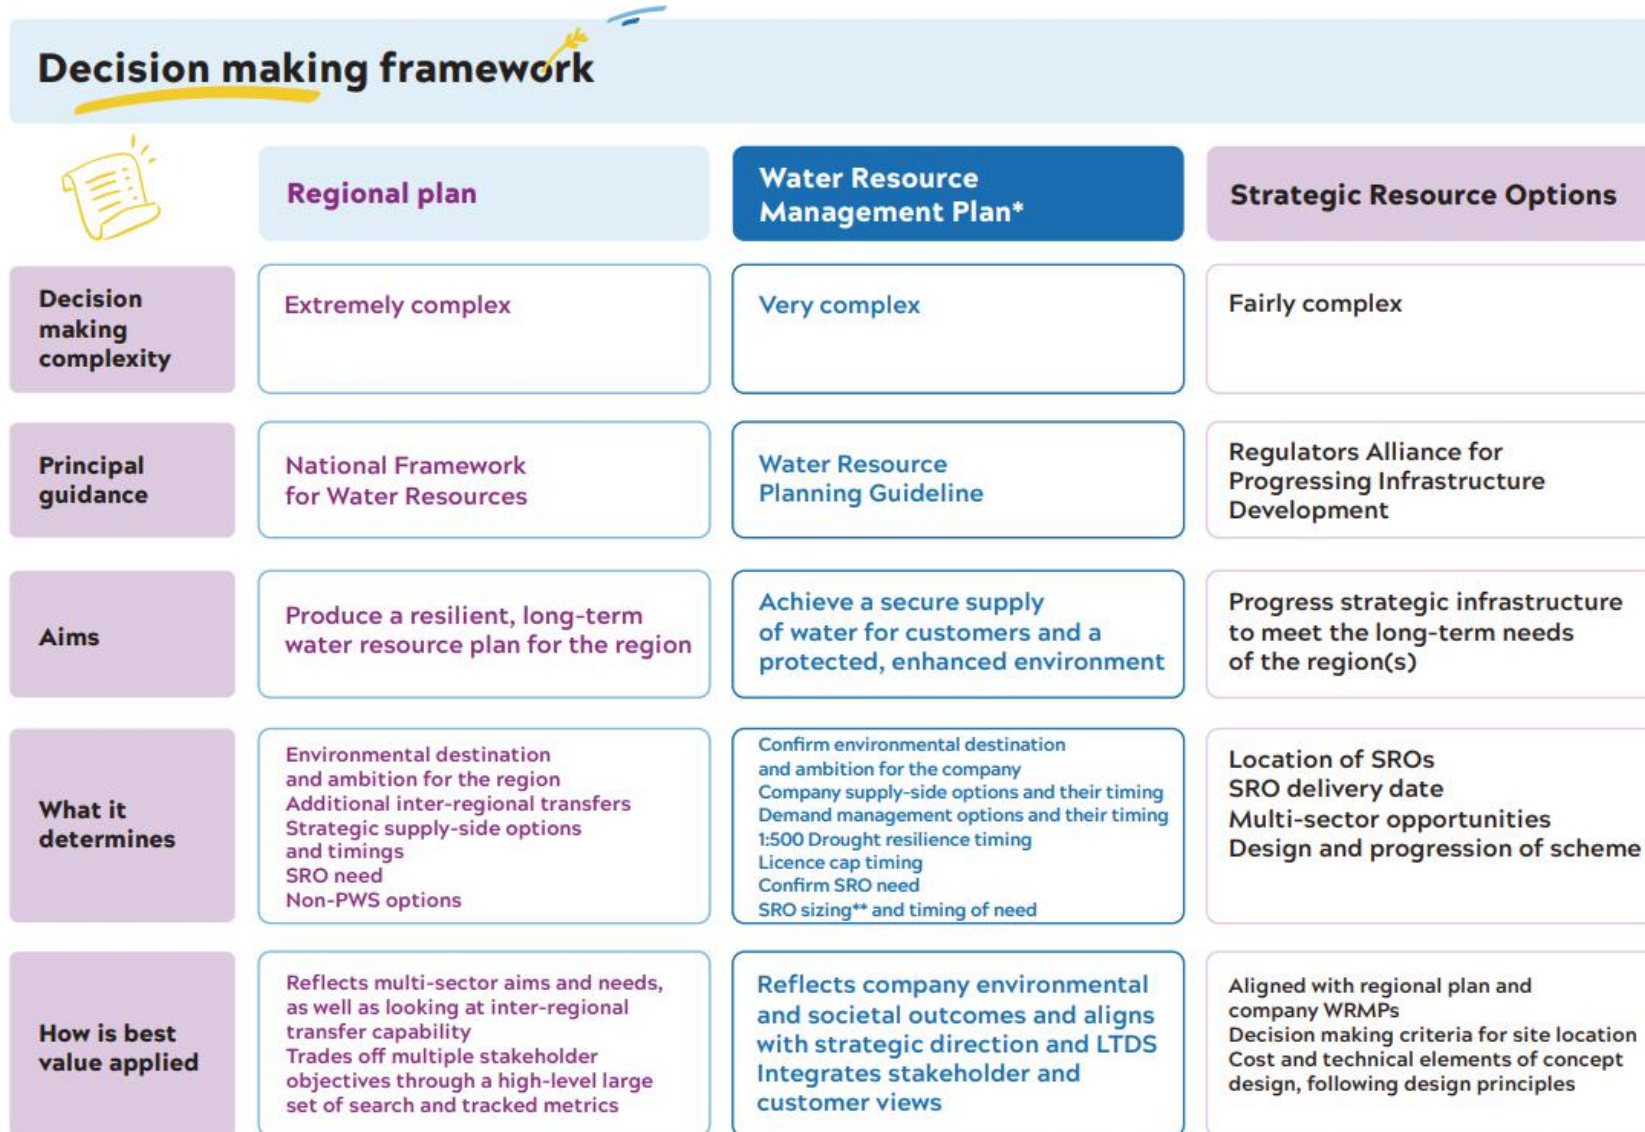 Decision making framework
Regional plan
Water Resource
Management Plan*
Strategic Resource Options
Decision
making
complexity
Extremely complex
Very complex
Fairly complex
Principal
guidance
National Framework
for Water Resources
Water Resource
Planning Guideline
Regulators Alliance for
Progressing Infrastructure
Development
Aims
Produce a resilient, long-term
water resource plan for the region
Achieve a secure supply
of water for customers and a
protected, enhanced environment
Progress strategic infrastructure
to meet the long-term needs
of the region(s)
What it
determines
Environmental destination
and ambition for the region
Additional inter-regional transfers
Strategic supply-side options
and timings
SRO need
Non-PWS options
Confirm environmental destination
and ambition for the company
Company supply-side options and their timing
Demand management options and their timing
1:500 Drought resilience timing
Licence cap timing
Confirm SRO need
SRO sizing** and timing of need
Location of SROs
SRO delivery date
Multi-sector opportunities
Design and progression of scheme
How is best
value applied
Reflects multi-sector aims and needs,
as well as looking at inter-regional
transfer capability
Trades off multiple stakeholder
objectives through a high-level large
set of search and tracked metrics
Reflects company environmental
and societal outcomes and aligns
with strategic direction and LTDS
Integrates stakeholder and
customer views
Aligned with regional plan and
company WRMPs
Decision making criteria for site location
Cost and technical elements of concept
design, following design principles